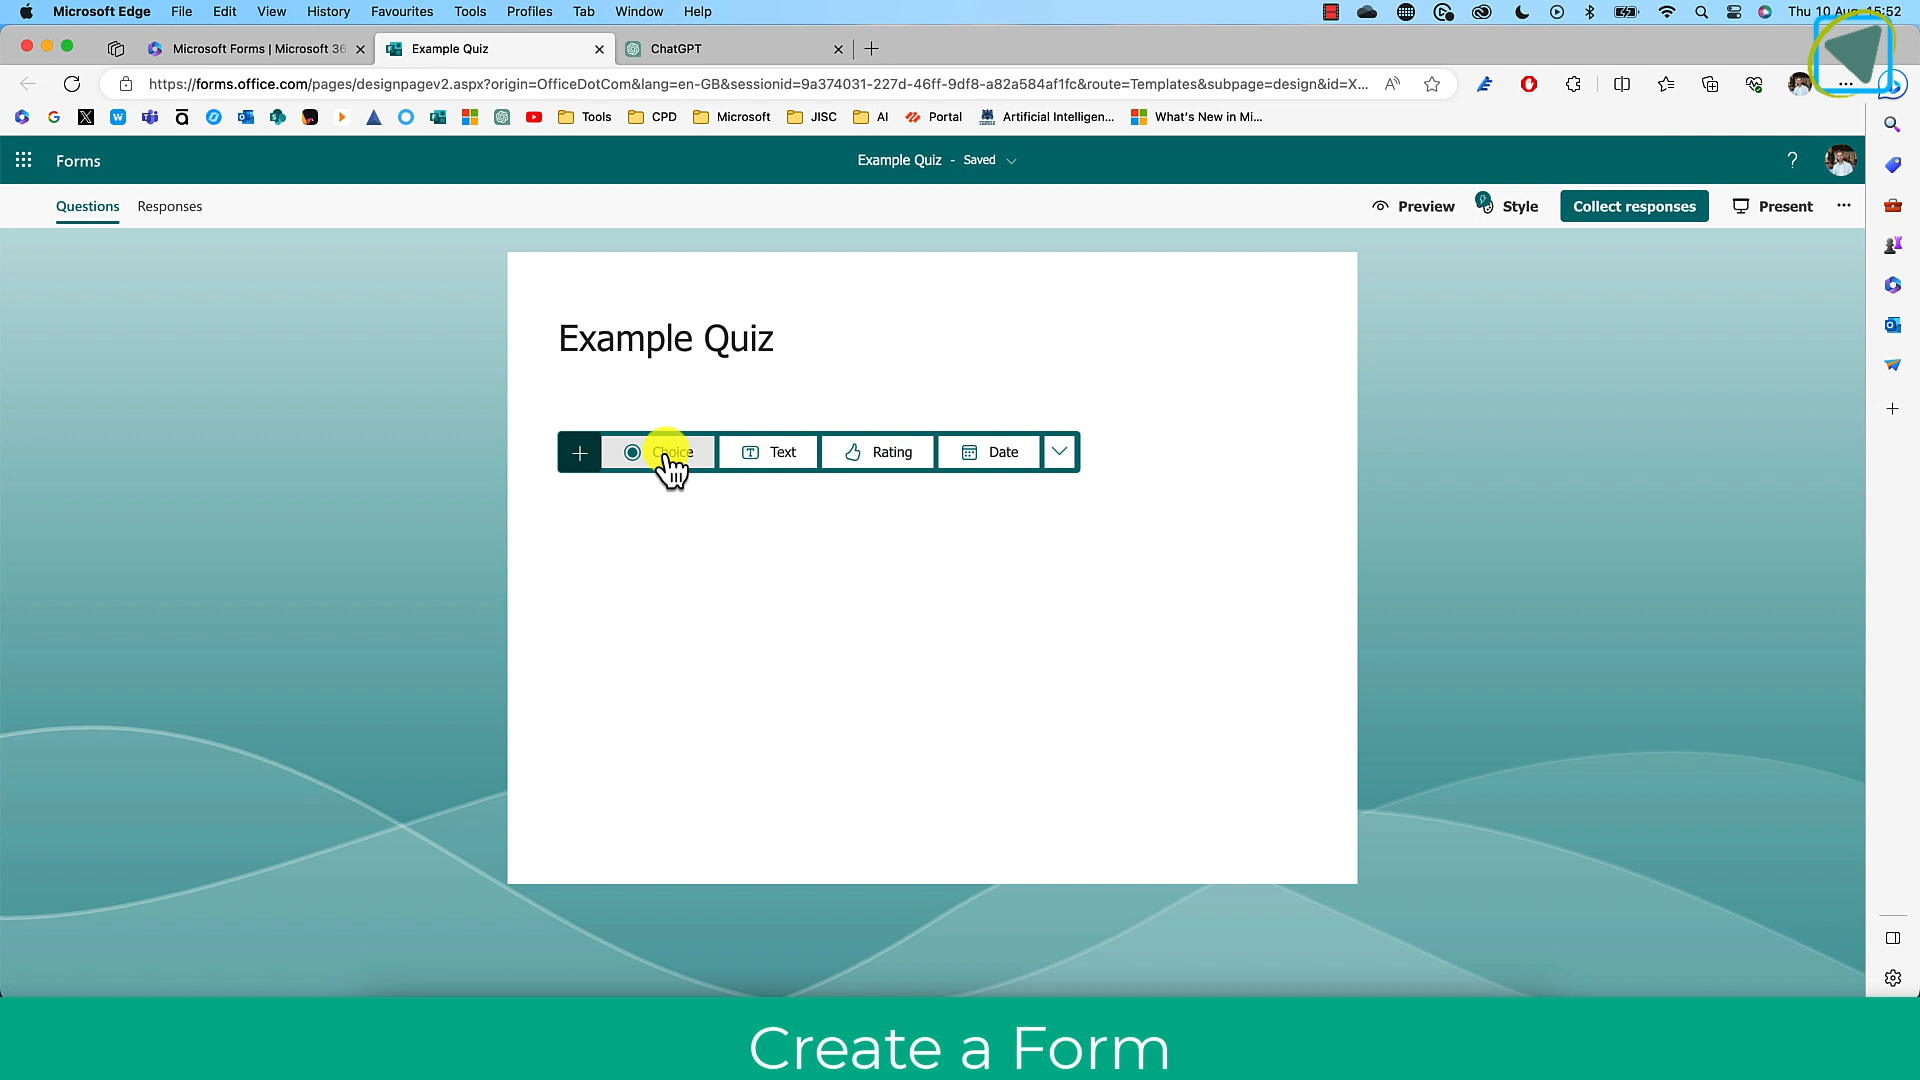 Microsoft Edge File Edit View History Favourites Tools Profiles Tab Window Help
Thu 10 Aug 15:52
Microsoft Forms | Microsoft 36
Example Quiz
ChatGPT
https://forms.office.com/pages/designpagev2.aspx?origin=OfficeDotCom&lang=en-GB&sessionid=9a374031-227d-46ff-9df8-a82a584af1fc&route=Templates&subpage=design&id=X...
Tools CPD Microsoft JISC AI Portal Artificial Intelligen... What's New in Mi...
Forms
Example Quiz - Saved
?
Questions Responses
Preview Style Collect responses Present
Example Quiz
Choice Text Rating Date
Create a Form